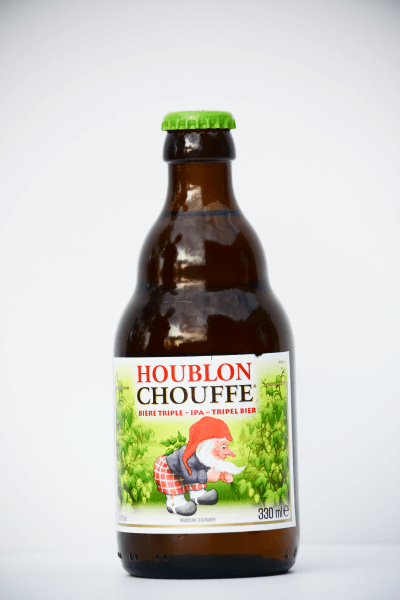 HOUBLON
CHOUFFE®
BIERE TRIPLE – IPA – TRIPEL BIER
330 ml ℮